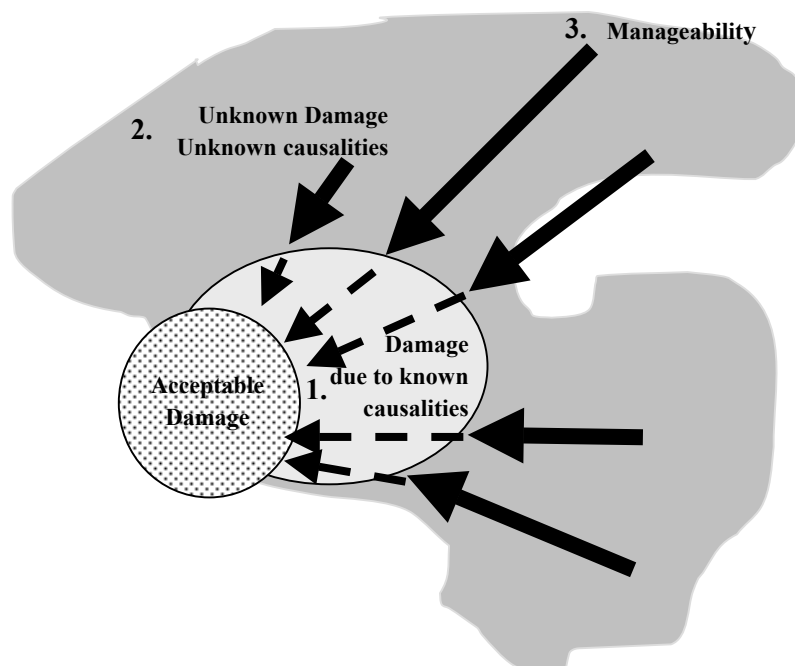 3. Manageability
2. Unknown Damage
Unknown causalities
1. Damage
due to known
causalities
Acceptable
Damage